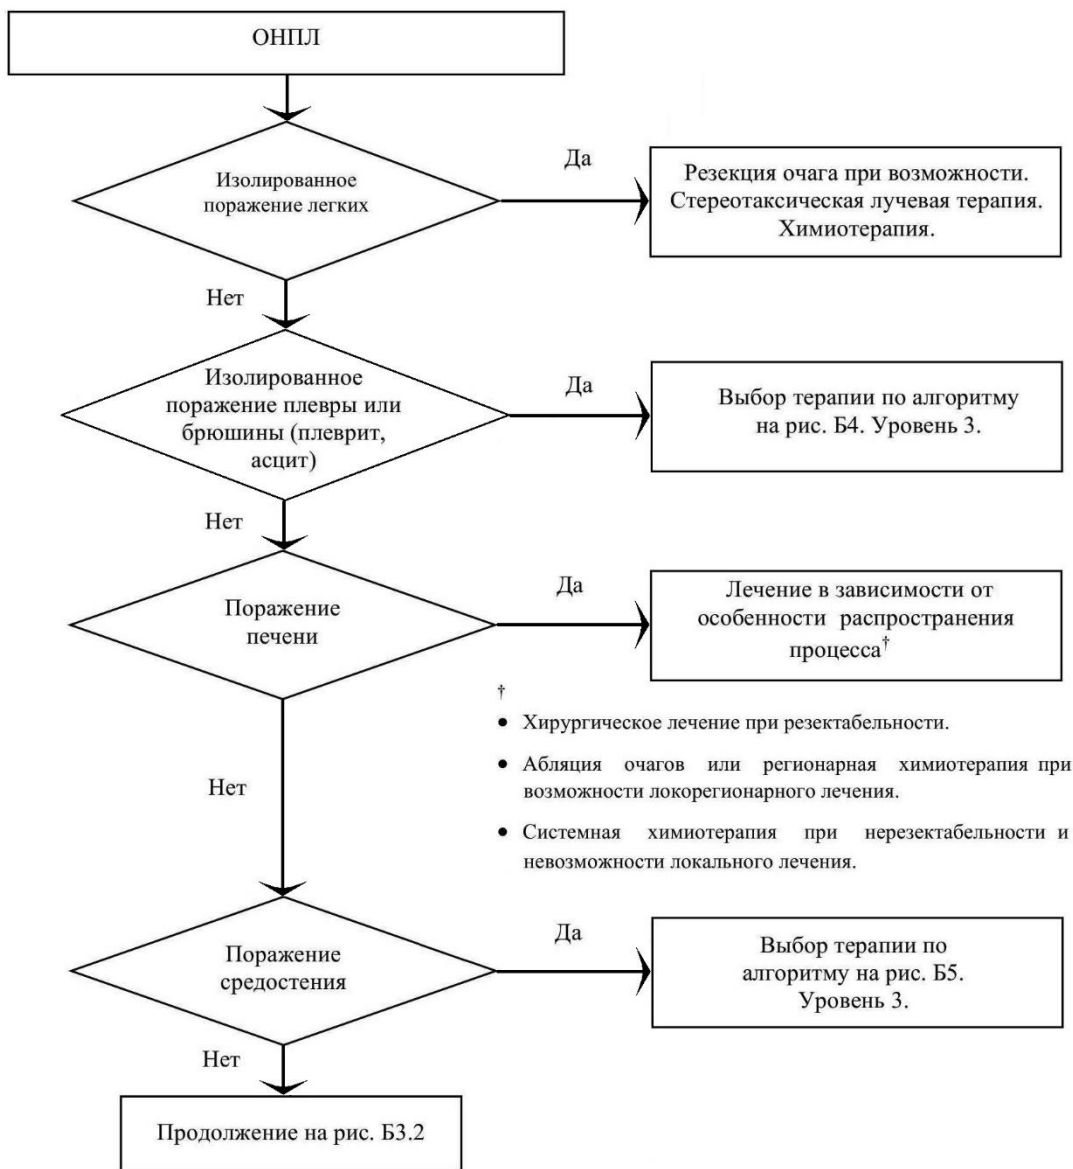 ОНПЛ
Изолированное
поражение легких
Да
Резекция очага при возможности.
Стереотаксическая лучевая терапия.
Химиотерапия.
Нет
Изолированное
поражение плевры или
брюшины (плеврит,
асцит)
Да
Выбор терапии по алгоритму
на рис. Б4. Уровень 3.
Нет
Поражение
печени
Да
Лечение в зависимости от
особенности распространения
процесса†
†
● Хирургическое лечение при резектабельности.
● Абляция очагов или регионарная химиотерапия при
возможности локорегионарного лечения.
● Системная химиотерапия при нерезектабельности и
невозможности локального лечения.
Нет
Поражение
средостения
Да
Выбор терапии по
алгоритму на рис. Б5.
Уровень 3.
Нет
Продолжение на рис. Б3.2